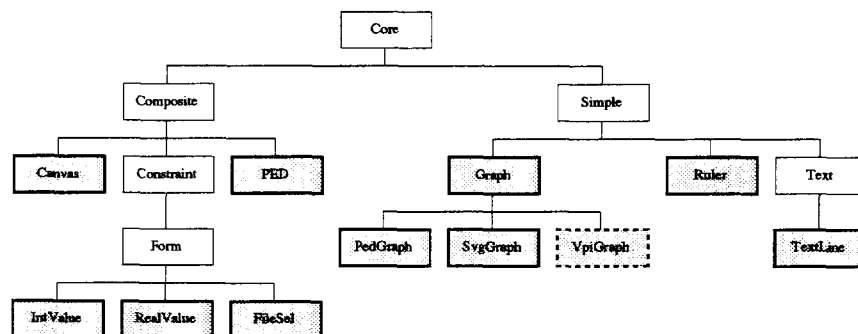 Core
Composite
Simple
Canvas
Constraint
PED
Graph
Ruler
Text
Form
PedGraph
SvgGraph
VpiGraph
TextLine
IntValue
RealValue
FileSel